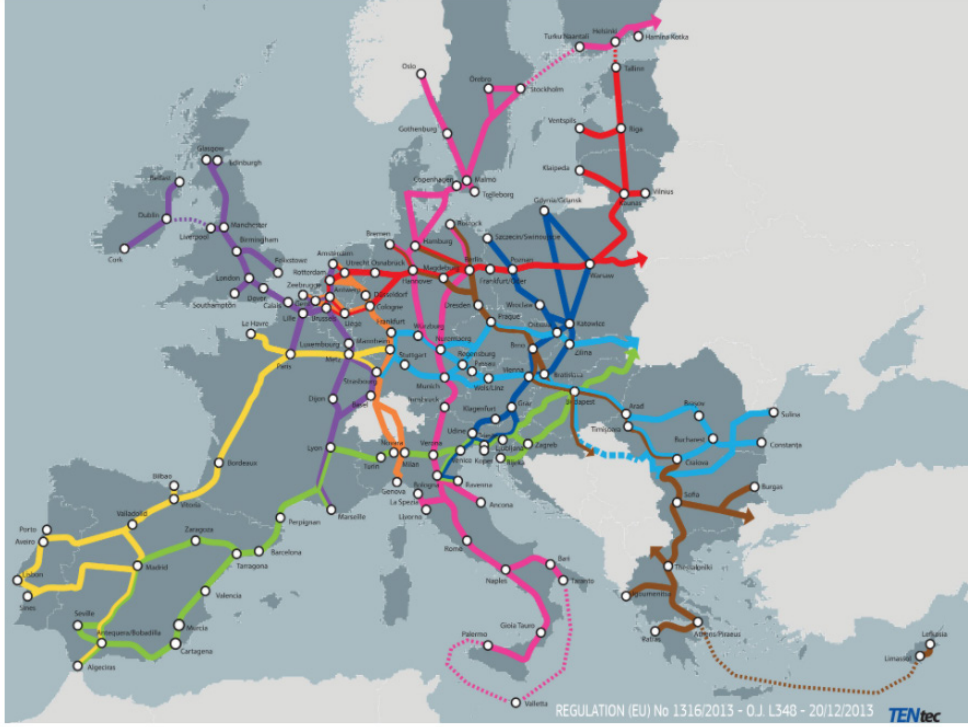 Helsinki
Turku/Naantali
Hamina Kotka
Oslo
Örebro
Stockholm
Tallinn
Gothenburg
Ventspils
Riga
Glasgow
Edinburgh
Klaipeda
Belfast
Copenhagen
Malmö
Trelleborg
Vilnius
Kaunas
Dublin
Gdynia/Gdansk
Manchester
Liverpool
Rostock
Birmingham
Bremen
Hamburg
Szczecin/Swinoujscie
Cork
Felixstowe
Amsterdam
Utrecht
Osnabrück
Berlin
Poznan
Warsaw
London
Rotterdam
Magdeburg
Hannover
Frankfurt/Oder
Zeebrugge
Antwerp
Düsseldorf
Southampton
Dover
Calais
Cologne
Dresden
Wroclaw
Lille
Brussels
Liège
Frankfurt
Prague
Katowice
Le Havre
Würzburg
Ostrava
Luxembourg
Mannheim
Nuremberg
Brno
Zilina
Paris
Metz
Stuttgart
Regensburg
Passau
Strasbourg
Munich
Wels/Linz
Vienna
Bratislava
Dijon
Basel
Innsbruck
Budapest
Klagenfurt
Graz
Arad
Brasov
Sulina
Udine
Timişoara
Lyon
Novara
Verona
Ljubljana
Zagreb
Bucharest
Constanta
Turin
Milan
Venice
Koper
Rijeka
Craiova
Bordeaux
Bilbao
Genova
Bologna
Ravenna
Burgas
Vitoria
La Spezia
Sofia
Marseille
Livorno
Ancona
Valladolid
Perpignan
Porto
Zaragoza
Aveiro
Barcelona
Roma
Bari
Madrid
Tarragona
Thessaloniki
Lisbon
Naples
Taranto
Sines
Valencia
Igoumenitsa
Seville
Murcia
Gioia Tauro
Palermo
Patras
Athens/Piraeus
Lefkosia
Antequera/Bobadilla
Cartagena
Limassol
Algeciras
Valletta
REGULATION (EU) No 1316/2013 - O.J. L348 - 20/12/2013
TENtec